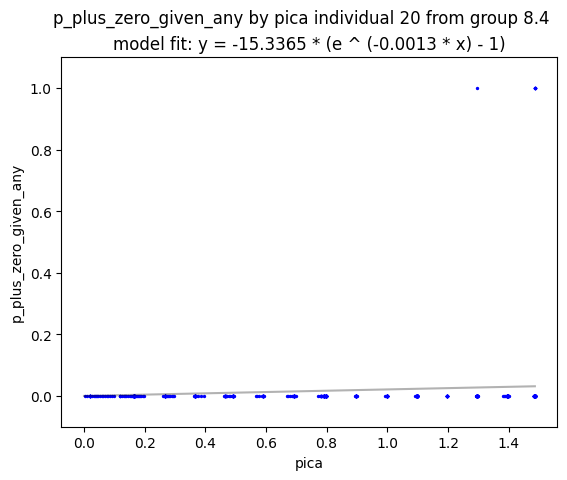 p_plus_zero_given_any by pica individual 20 from group 8.4
model fit: y = -15.3365 * (e ^ (-0.0013 * x) - 1)
1.0
0.8
0.6
0.4
0.2
0.0
p_plus_zero_given_any
0.0 0.2 0.4 0.6 0.8 1.0 1.2 1.4
pica